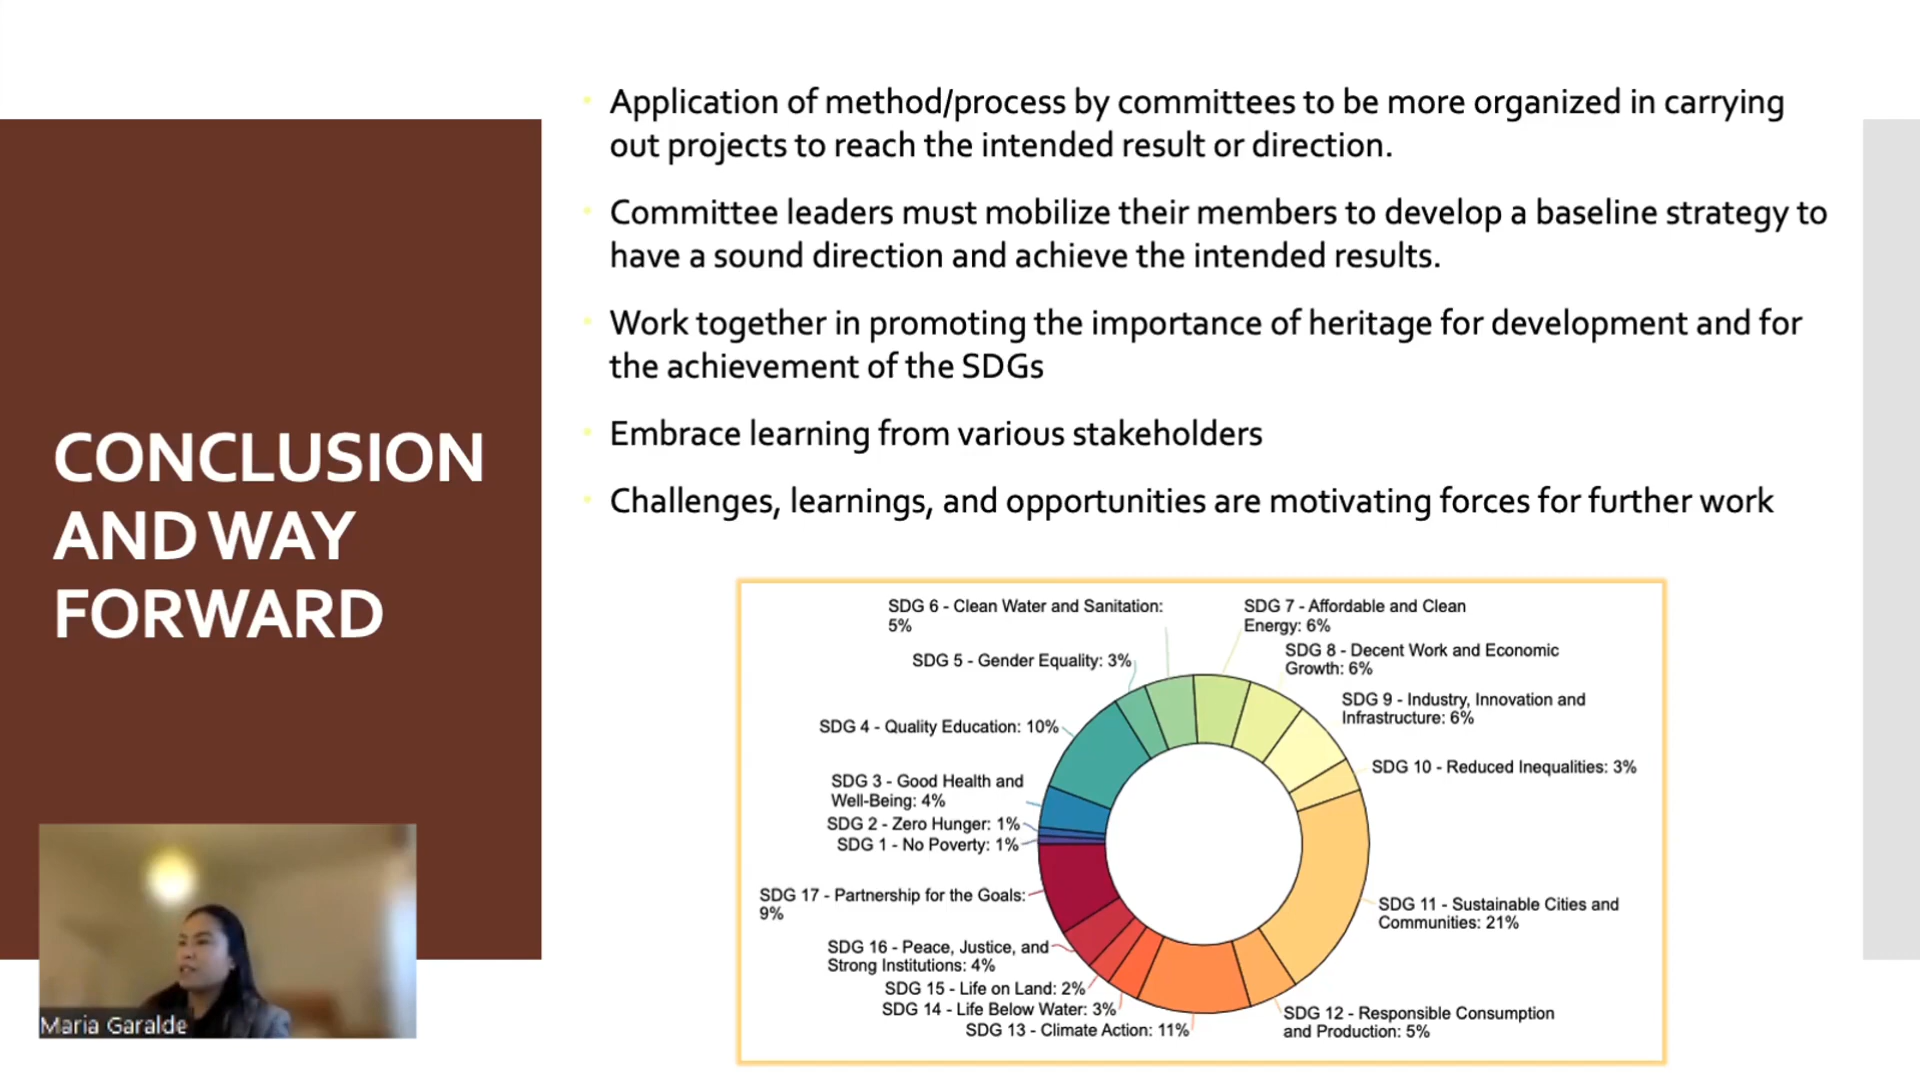 CONCLUSION
AND WAY
FORWARD
Application of method/process by committees to be more organized in carrying
out projects to reach the intended result or direction.
Committee leaders must mobilize their members to develop a baseline strategy to
have a sound direction and achieve the intended results.
Work together in promoting the importance of heritage for development and for
the achievement of the SDGs
Embrace learning from various stakeholders
Challenges, learnings, and opportunities are motivating forces for further work
SDG 6 - Clean Water and Sanitation:
5%
SDG 7 - Affordable and Clean
Energy: 6%
SDG 5 - Gender Equality: 3%
SDG 8 - Decent Work and Economic
Growth: 6%
SDG 9 - Industry, Innovation and
Infrastructure: 6%
SDG 4 - Quality Education: 10%
SDG 10 - Reduced Inequalities: 3%
SDG 3 - Good Health and
Well-Being: 4%
SDG 2 - Zero Hunger: 1%
SDG 1 - No Poverty: 1%
SDG 17 - Partnership for the Goals:
9%
SDG 11 - Sustainable Cities and
Communities: 21%
SDG 16 - Peace, Justice, and
Strong Institutions: 4%
SDG 15 - Life on Land: 2%
SDG 14 - Life Below Water: 3%
SDG 13 - Climate Action: 11%
SDG 12 - Responsible Consumption
and Production: 5%
Maria Garalde